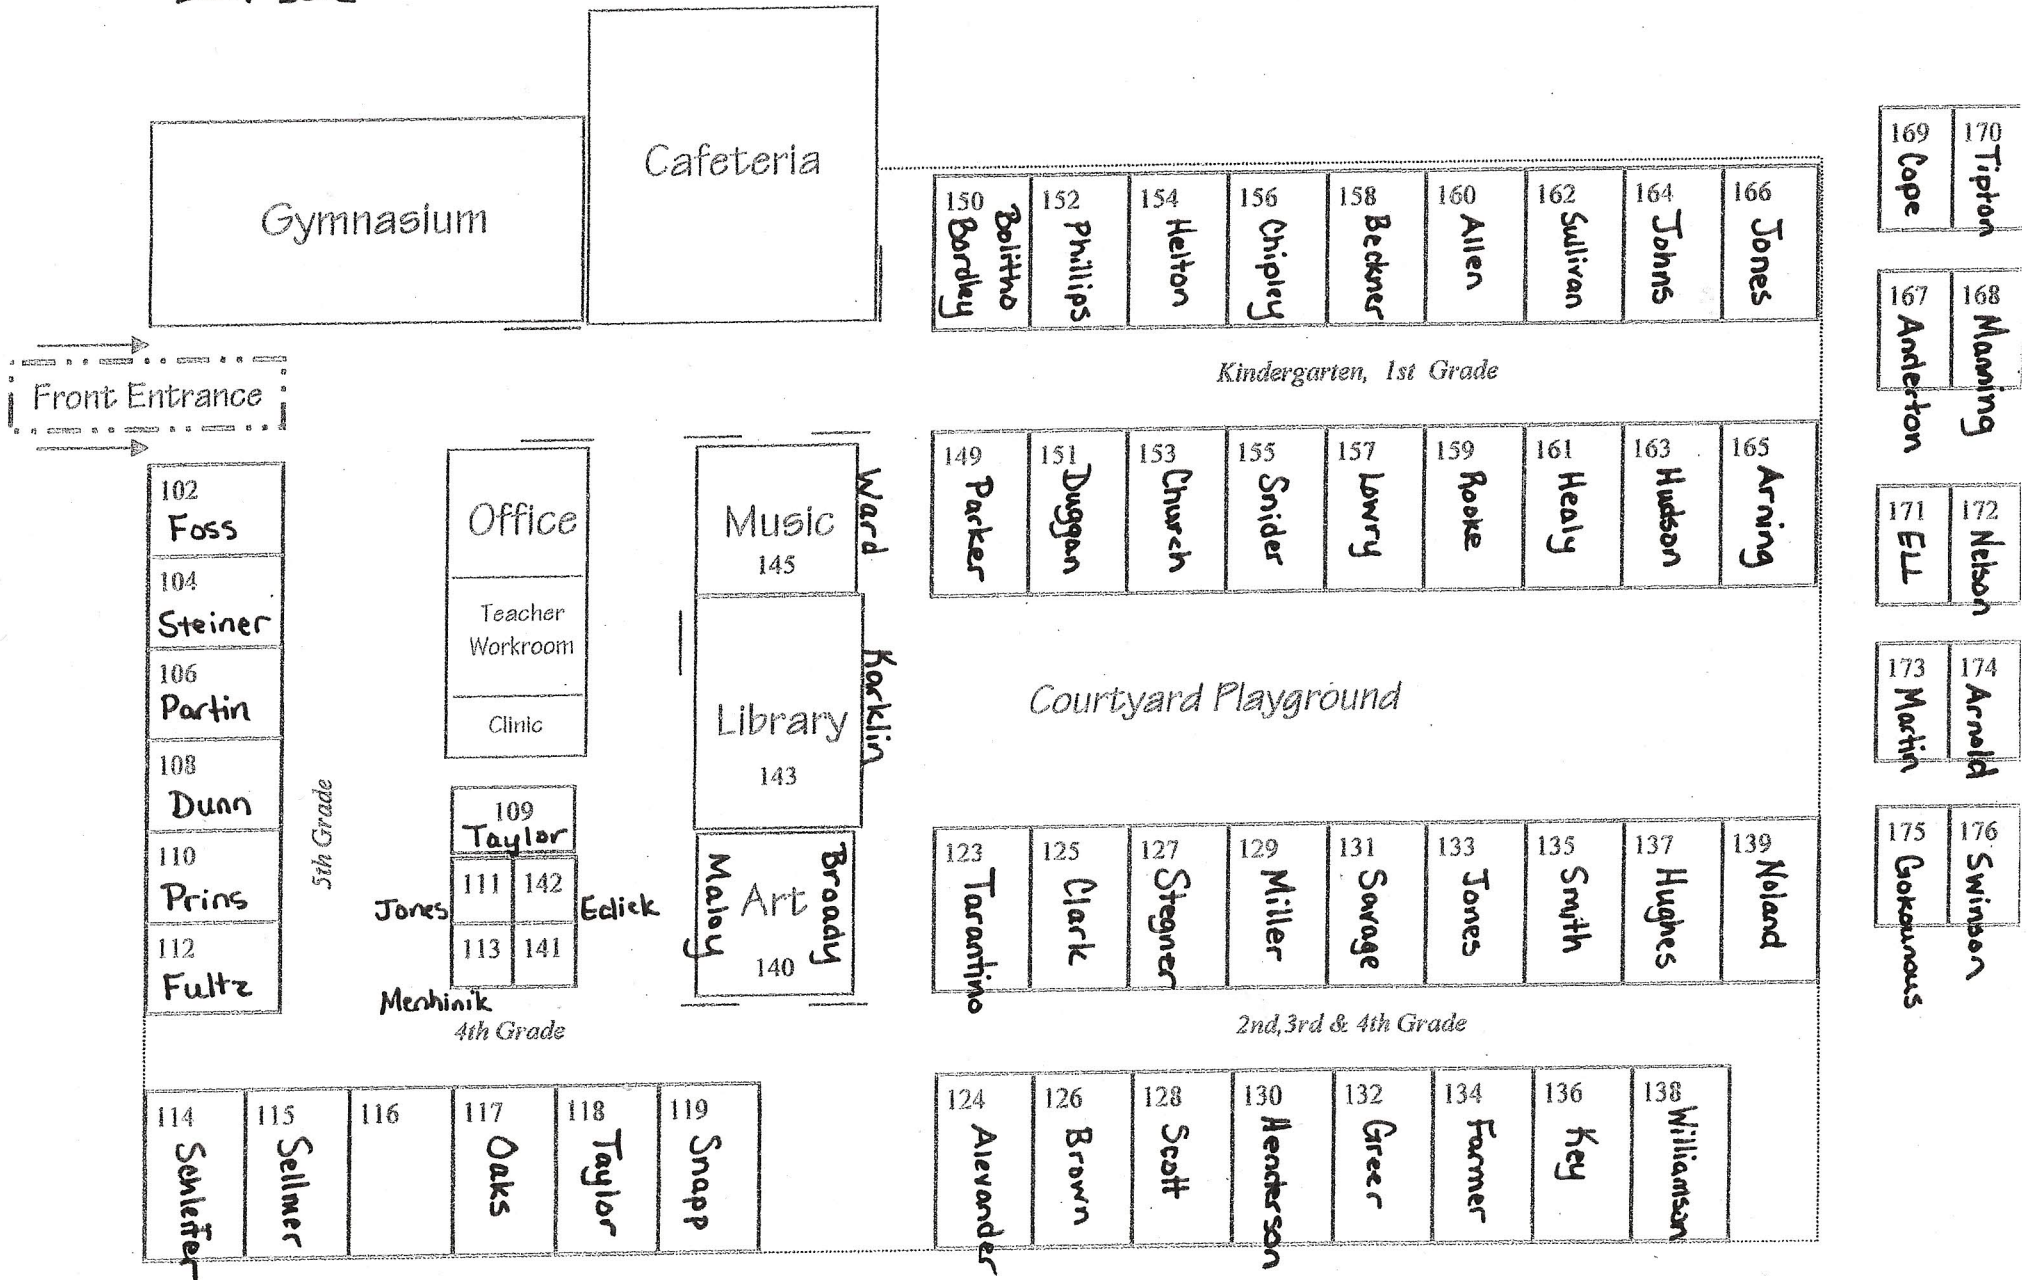 Cafeteria
Gymnasium
Front Entrance
150 Bolitho Bordley
152 Phillips
154 Helton
156 Chipley
158 Beckner
160 Allen
162 Sullivan
164 Johns
166 Jones
169 Cope
170 Tipton
167 Anderton
168 Manning
Kindergarten, 1st Grade
149 Parker
151 Duggan
153 Church
155 Snider
157 Lowry
159 Rooke
161 Healy
163 Hudson
165 Arning
171 ELL
172 Nelson
173 Martin
174 Arnold
175 Gokounous
176 Swinson
102
Foss
104
Steiner
106
Partin
108
Dunn
110
Prins
112
Fultz
5th Grade
Office
Teacher
Workroom
Clinic
109
Taylor
111 142
Jones Edick
113 141
Menhinik
4th Grade
Music
145
Ward
Library
143
Karklin
Art
140
Maloy
Broady
Courtyard Playground
123 Tarantino
125 Clark
127 Stegner
129 Miller
131 Savage
133 Jones
135 Smith
137 Hughes
139 Noland
2nd,3rd & 4th Grade
114
115 Sellmer
116
117 Oaks
118 Taylor
119 Snapp
124 Alevander
126 Brown
128 Scott
130 Henderson
132 Greer
134 Farmer
136 Key
138 Williamson